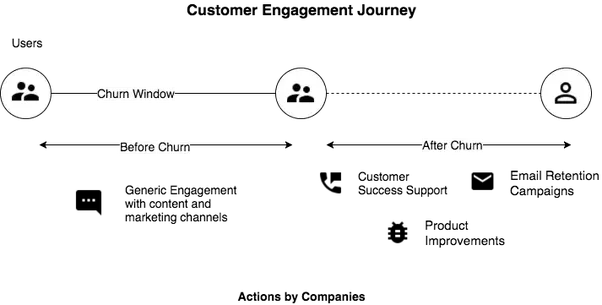 Customer Engagement Journey
Users
Churn Window
Before Churn
After Churn
Generic Engagement
with content and
marketing channels
Customer
Success Support
Email Retention
Campaigns
Product
Improvements
Actions by Companies